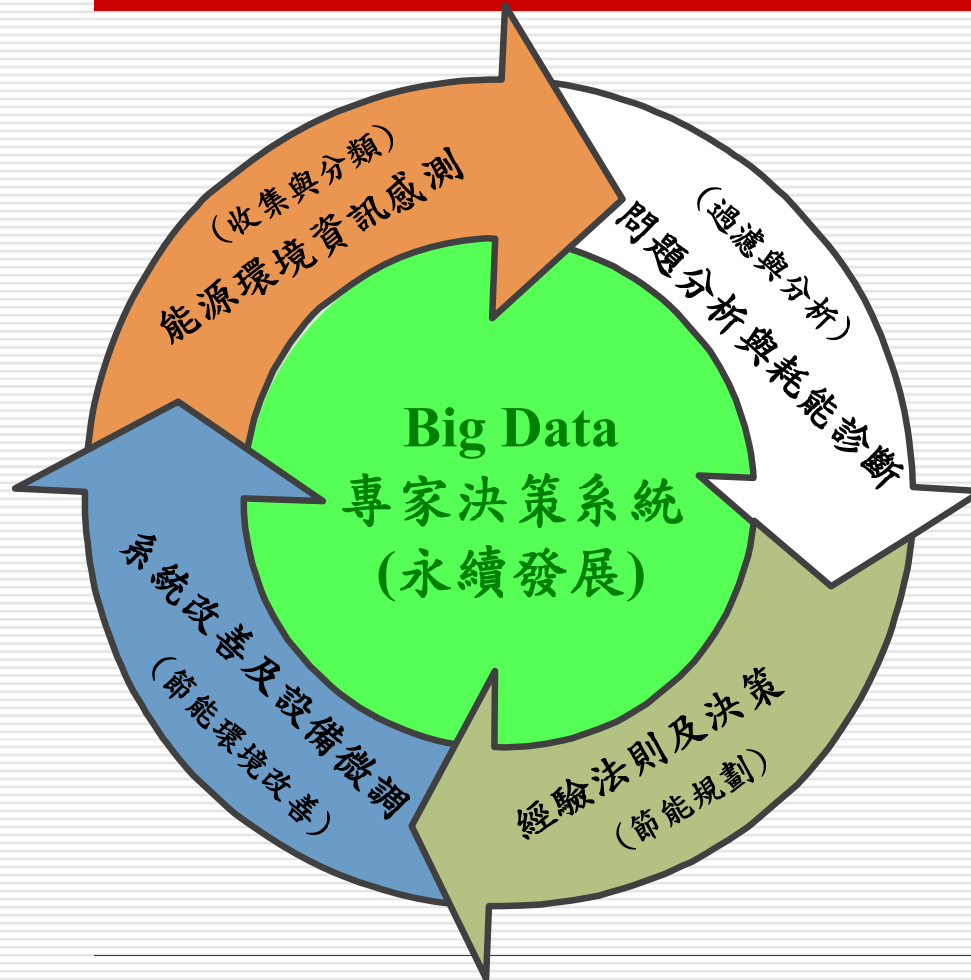 (收集與分類)
能源環境資訊感測
(過濾與分析)
問題分析與耗能診斷
Big Data
專家決策系統
(永續發展)
經驗法則及決策
(節能規劃)
系統改善及設備微調
(節能環境改善)